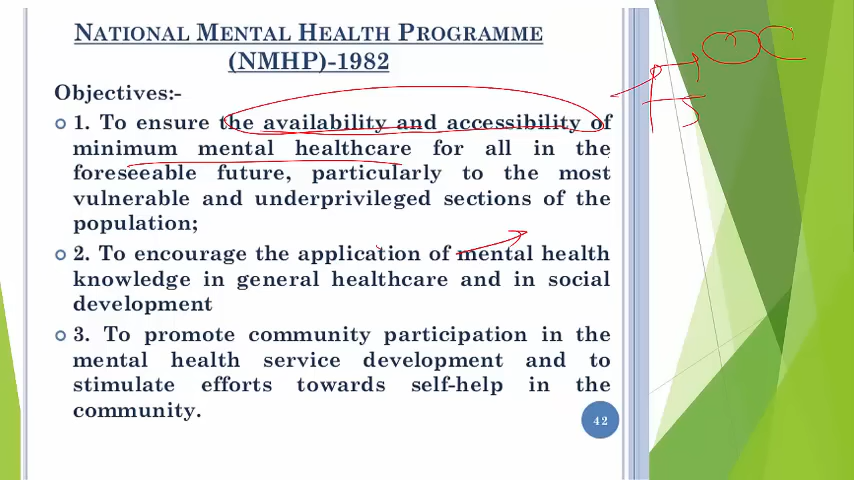 NATIONAL MENTAL HEALTH PROGRAMME
(NMHP)-1982
Objectives:-
1. To ensure the availability and accessibility of
minimum mental healthcare for all in the
foreseeable future, particularly to the most
vulnerable and underprivileged sections of the
population;
2. To encourage the application of mental health
knowledge in general healthcare and in social
development
3. To promote community participation in the
mental health service development and to
stimulate efforts towards self-help in the
community.
42